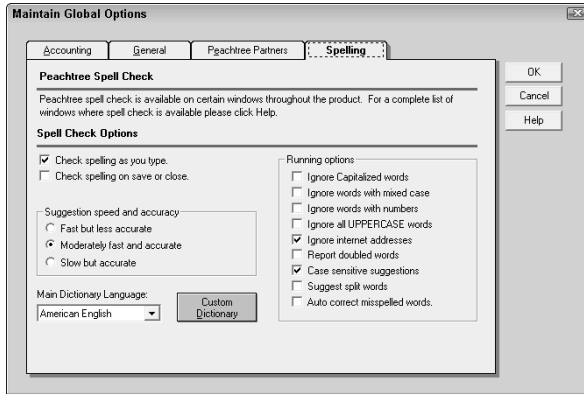 Maintain Global Options
Accounting
General
Peachtree Partners
Spelling
OK
Cancel
Help
Peachtree Spell Check
Peachtree spell check is available on certain windows throughout the product. For a complete list of
windows where spell check is available please click Help.
Spell Check Options
Check spelling as you type.
Check spelling on save or close.
Suggestion speed and accuracy
Fast but less accurate
Moderately fast and accurate
Slow but accurate
Main Dictionary Language:
American English
Custom
Dictionary
Running options
Ignore Capitalized words
Ignore words with mixed case
Ignore words with numbers
Ignore all UPPERCASE words
Ignore internet addresses
Report doubled words
Case sensitive suggestions
Suggest split words
Auto correct misspelled words.